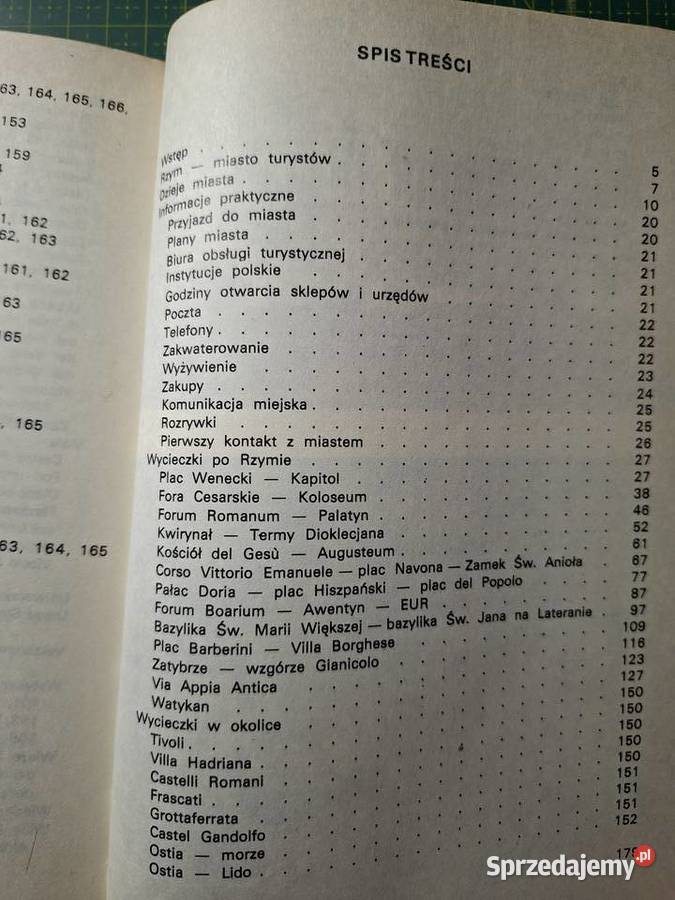 63, 164, 165, 166,
153
159
1, 162
62, 163
161, 162
63
65
, 165
63, 164, 165
SPIS TREŚCI
Wstęp . . . . . . . . . . 5
Rzym — miasto turystów . . . . . . . . . . 7
Dzieje miasta . . . . . . . . . . 10
Informacje praktyczne . . . . . . . . . . 20
Przyjazd do miasta . . . . . . . . . . 20
Plany miasta . . . . . . . . . . 21
Biura obsługi turystycznej . . . . . . . . . . 21
Instytucje polskie . . . . . . . . . . 21
Godziny otwarcia sklepów i urzędów . . . . . . . 21
Poczta . . . . . . . . . . 22
Telefony . . . . . . . . . . 22
Zakwaterowanie . . . . . . . . . . 22
Wyżywienie . . . . . . . . . . 23
Zakupy . . . . . . . . . . 24
Komunikacja miejska . . . . . . . . . . 25
Rozrywki . . . . . . . . . . 25
Pierwszy kontakt z miastem . . . . . . . . . 26
Wycieczki po Rzymie . . . . . . . . . . 27
Plac Wenecki — Kapitol . . . . . . . . . . 27
Fora Cesarskie — Koloseum . . . . . . . . . 38
Forum Romanum — Palatyn . . . . . . . . . 46
Kwirynał — Termy Dioklecjana . . . . . . . . 52
Kościół del Gesù — Augusteum . . . . . . . . 61
Corso Vittorio Emanuele — plac Navona — Zamek Św. Anioła . 67
Pałac Doria — plac Hiszpański — plac del Popolo . . . . 77
Forum Boarium — Awentyn — EUR . . . . . . . 87
Bazylika Św. Marii Większej — bazylika Św. Jana na Lateranie . 97
Plac Barberini — Villa Borghese . . . . . . . . 109
Zatybrze — wzgórze Gianicolo . . . . . . . . 116
Via Appia Antica . . . . . . . . . . 123
Watykan . . . . . . . . . . 127
Wycieczki w okolice . . . . . . . . . . 150
Tivoli . . . . . . . . . . 150
Villa Hadriana . . . . . . . . . . 150
Castelli Romani . . . . . . . . . . 150
Frascati . . . . . . . . . . 150
Grottaferrata . . . . . . . . . . 151
Castel Gandolfo . . . . . . . . . . 151
Ostia — morze . . . . . . . . . . 151
Ostia — Lido . . . . . . . . . . 152
Sprzedajemy.pl